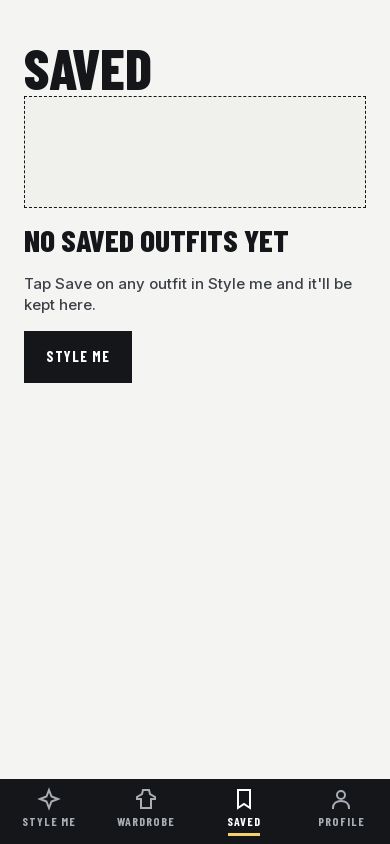 SAVED
NO SAVED OUTFITS YET
Tap Save on any outfit in Style me and it'll be
kept here.
STYLE ME
STYLE ME
WARDROBE
SAVED
PROFILE